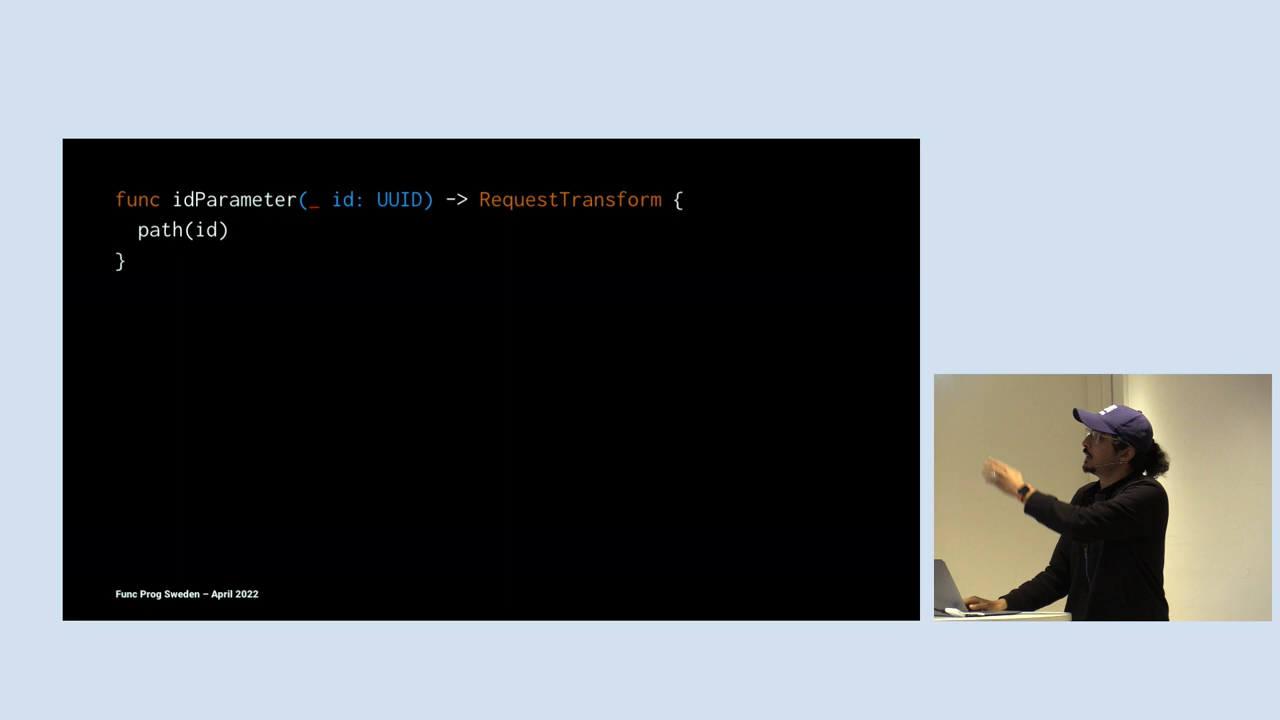 func idParameter(_ id: UUID) -> RequestTransform {
  path(id)
}
Func Prog Sweden – April 2022